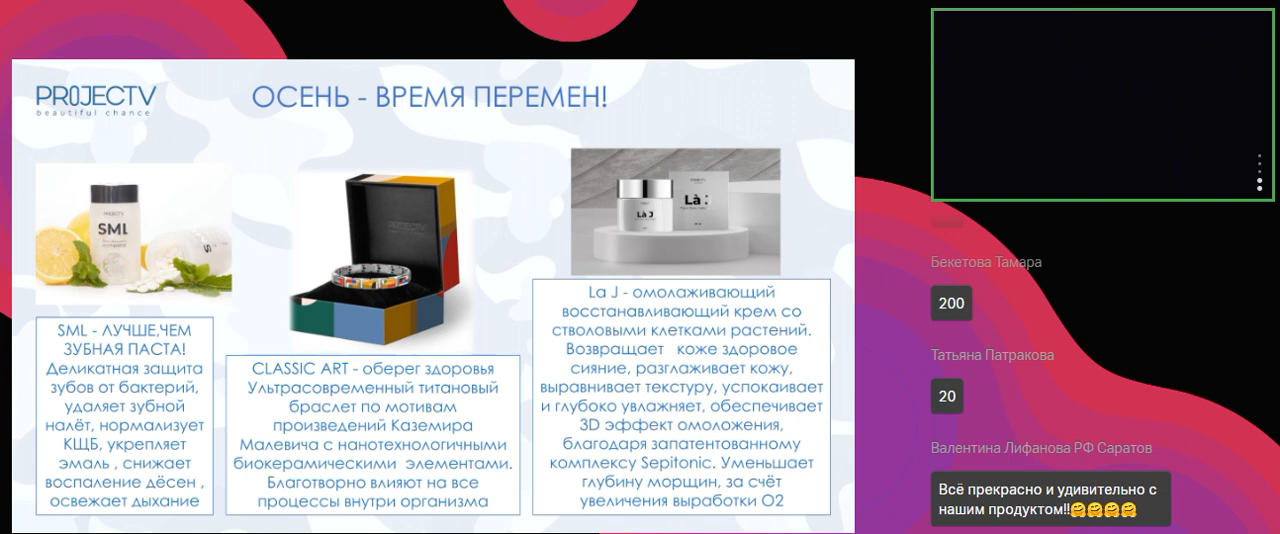 PROJECTV
beautiful chance
ОСЕНЬ - ВРЕМЯ ПЕРЕМЕН!
PROJECTV
SML
PROJECTV
Là J
Là J
SML - ЛУЧШЕ,ЧЕМ
ЗУБНАЯ ПАСТА!
Деликатная защита
зубов от бактерий,
удаляет зубной
налёт, нормализует
КЩБ, укрепляет
эмаль , снижает
воспаление дёсен ,
освежает дыхание
CLASSIC ART - оберег здоровья
Ультрасовременный титановый
браслет по мотивам
произведений Каземира
Малевича с нанотехнологичными
биокерамическими элементами.
Благотворно влияют на все
процессы внутри организма
La J - омолаживающий
восстанавливающий крем со
стволовыми клетками растений.
Возвращает коже здоровое
сияние, разглаживает кожу,
выравнивает текстуру, успокаивает
и глубоко увлажняет, обеспечивает
3D эффект омоложения,
благодаря запатентованному
комплексу Sepitonic. Уменьшает
глубину морщин, за счёт
увеличения выработки O2
Бекетова Тамара
200
Татьяна Патракова
20
Валентина Лифанова РФ Саратов
Всё прекрасно и удивительно с
нашим продуктом!!🤗🤗🤗🤗